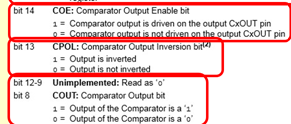 bit 14 COE: Comparator Output Enable bit
1 = Comparator output is driven on the output CxOUT pin
0 = Comparator output is not driven on the output CxOUT pin
bit 13 CPOL: Comparator Output Inversion bit(2)
1 = Output is inverted
0 = Output is not inverted
bit 12-9 Unimplemented: Read as ‘0’
bit 8 COUT: Comparator Output bit
1 = Output of the Comparator is a ‘1’
0 = Output of the Comparator is a ‘0’